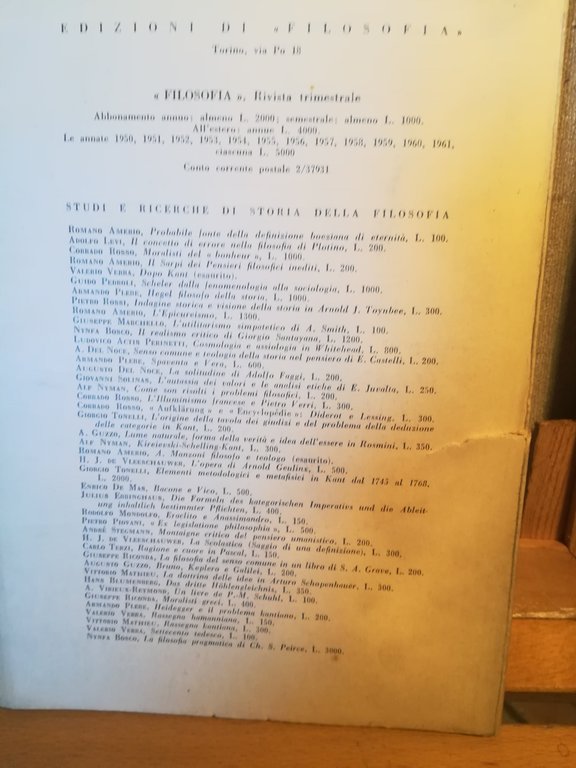 EDIZIONI DI «FILOSOFIA»
Torino, via Po 18
« FILOSOFIA », Rivista trimestrale
Abbonamento annuo: almeno L. 2000; semestrale: almeno L. 1000.
All'estero: annue L. 4000.
Le annate 1950, 1951, 1952, 1953, 1954, 1955, 1956, 1957, 1958, 1959, 1960, 1961,
ciascuna L. 5000
Conto corrente postale 2/37931
STUDI E RICERCHE DI STORIA DELLA FILOSOFIA
ROMANO AMERIO, Probabile fonte della definizione boeziana di eternità, L. 100.
ADOLFO LEVI, Il concetto di errore nella filosofia di Plotino, L. 200.
CORRADO ROSSO, Moralisti del « bonheur », L. 1000.
ROMANO AMERIO, Il Sarpi dei Pensieri filosofici inediti, L. 200.
VALERIO VERRA, Dopo Kant (esaurito).
GUIDO PEDROLI, Scheler dalla fenomenologia alla sociologia, L. 1000.
ARMANDO PLEBE, Hegel filosofo della storia, L. 1000.
PIETRO ROSSI, Indagine storica e visione della storia in Arnold J. Toynbee, L. 300.
ROMANO AMERIO, L'Epicureismo, L. 1300.
GIUSEPPE MARCHELLO, L'utilitarismo simpatetico di A. Smith, L. 100.
NYNFA BOSCO, Il realismo critico di Giorgio Santayana, L. 1200.
LUDOVICO ACTIS PERINETTI, Cosmologia e assiologia in Whitehead, L. 800.
A. DEL NOCE, Senso comune e teologia della storia nel pensiero di E. Castelli, L. 200.
ARMANDO PLEBE, Spaventa e Vera, L. 600.
AUGUSTO DEL NOCE, La solitudine di Adolfo Faggi, L. 200.
GIOVANNI SOLINAS, L'autassia dei valori e le analisi etiche di E. Juvalta, L. 250.
ALF NYMAN, Come son risolti i problemi filosofici, L. 200.
CORRADO ROSSO, L'Illuminismo francese e Pietro Verri, L. 300.
CORRADO ROSSO, « Aufklärung » e « Encyclopédie »: Diderot e Lessing, L. 300.
GIORGIO TONELLI, L'origine della tavola dei giudizi e del problema della deduzione
delle categorie in Kant, L. 200.
A. GUZZO, Lume naturale, forma della verità e idea dell'essere in Rosmini, L. 350.
ALF NYMAN, Kireievski-Schelling-Kant, L. 300.
ROMANO AMERIO, A. Manzoni filosofo e teologo (esaurito).
H. J. DE VLEESCHAUWER, L'opera di Arnold Geulinx, L. 500.
GIORGIO TONELLI, Elementi metodologici e metafisici in Kant dal 1745 al 1768,
L. 2000.
ENRICO DE MAS, Bacone e Vico, L. 500.
JULIUS EBBINGHAUS, Die Formeln des kategorischen Imperativs und die Ableit-
ung inhaltlich bestimmter Pflichten, L. 400.
RODOLFO MONDOLFO, Eraclito e Anassimandro, L. 150.
PIETRO PIOVANI, « Ex legislatione philosophia », L. 500.
ANDRÉ STEGMANN, Montaigne critico del pensiero umanistico, L. 200.
H. J. DE VLEESCHAUWER, La Scolastica (Saggio di una definizione), L. 300.
CARLO TERZI, Ragione e cuore in Pascal, L. 150.
GIUSEPPE RICONDA, La filosofia del senso comune in un libro di S. A. Grave, L. 200.
AUGUSTO GUZZO, Bruno, Keplero e Galilei, L. 200.
VITTORIO MATHIEU, La dottrina delle idee in Arturo Schopenhauer, L. 300.
HANS BLUMENBERG, Das dritte Höhlengleichnis, L. 350.
A. VIRIEUX-REYMOND, Un livre de P.-M. Schuhl, L. 100.
GIUSEPPE RICONDA, Moralisti greci, L. 400.
ARMANDO PLEBE, Heidegger e il problema kantiano, L. 200.
VALERIO VERRA, Rassegna hamanniana, L. 150.
VITTORIO MATHIEU, Rassegna kantiana, L. 300.
VALERIO VERRA, Settecento tedesco, L. 100.
NYNFA BOSCO, La filosofia pragmatica di Ch. S. Peirce, L. 3000.